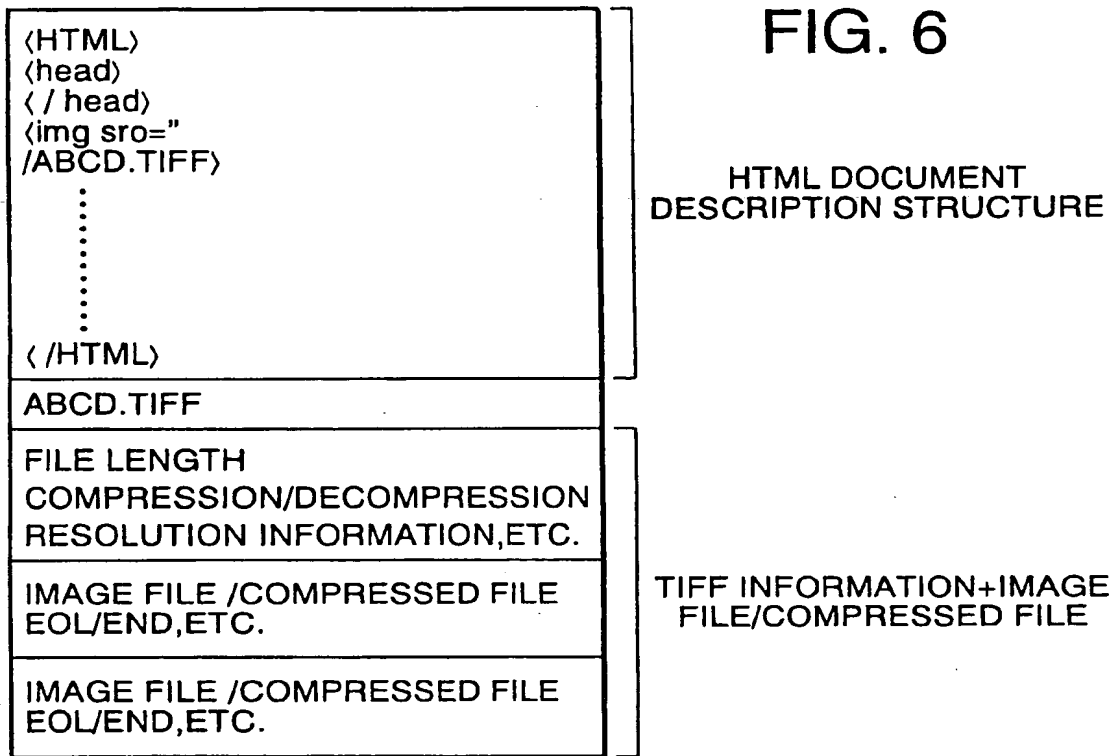 FIG. 6
⟨HTML⟩
⟨head⟩
⟨ / head⟩
⟨img sro="
/ABCD.TIFF⟩
⟨ /HTML⟩
HTML DOCUMENT
DESCRIPTION STRUCTURE
ABCD.TIFF
FILE LENGTH
COMPRESSION/DECOMPRESSION
RESOLUTION INFORMATION,ETC.
IMAGE FILE /COMPRESSED FILE
EOL/END,ETC.
IMAGE FILE /COMPRESSED FILE
EOL/END,ETC.
TIFF INFORMATION+IMAGE
FILE/COMPRESSED FILE